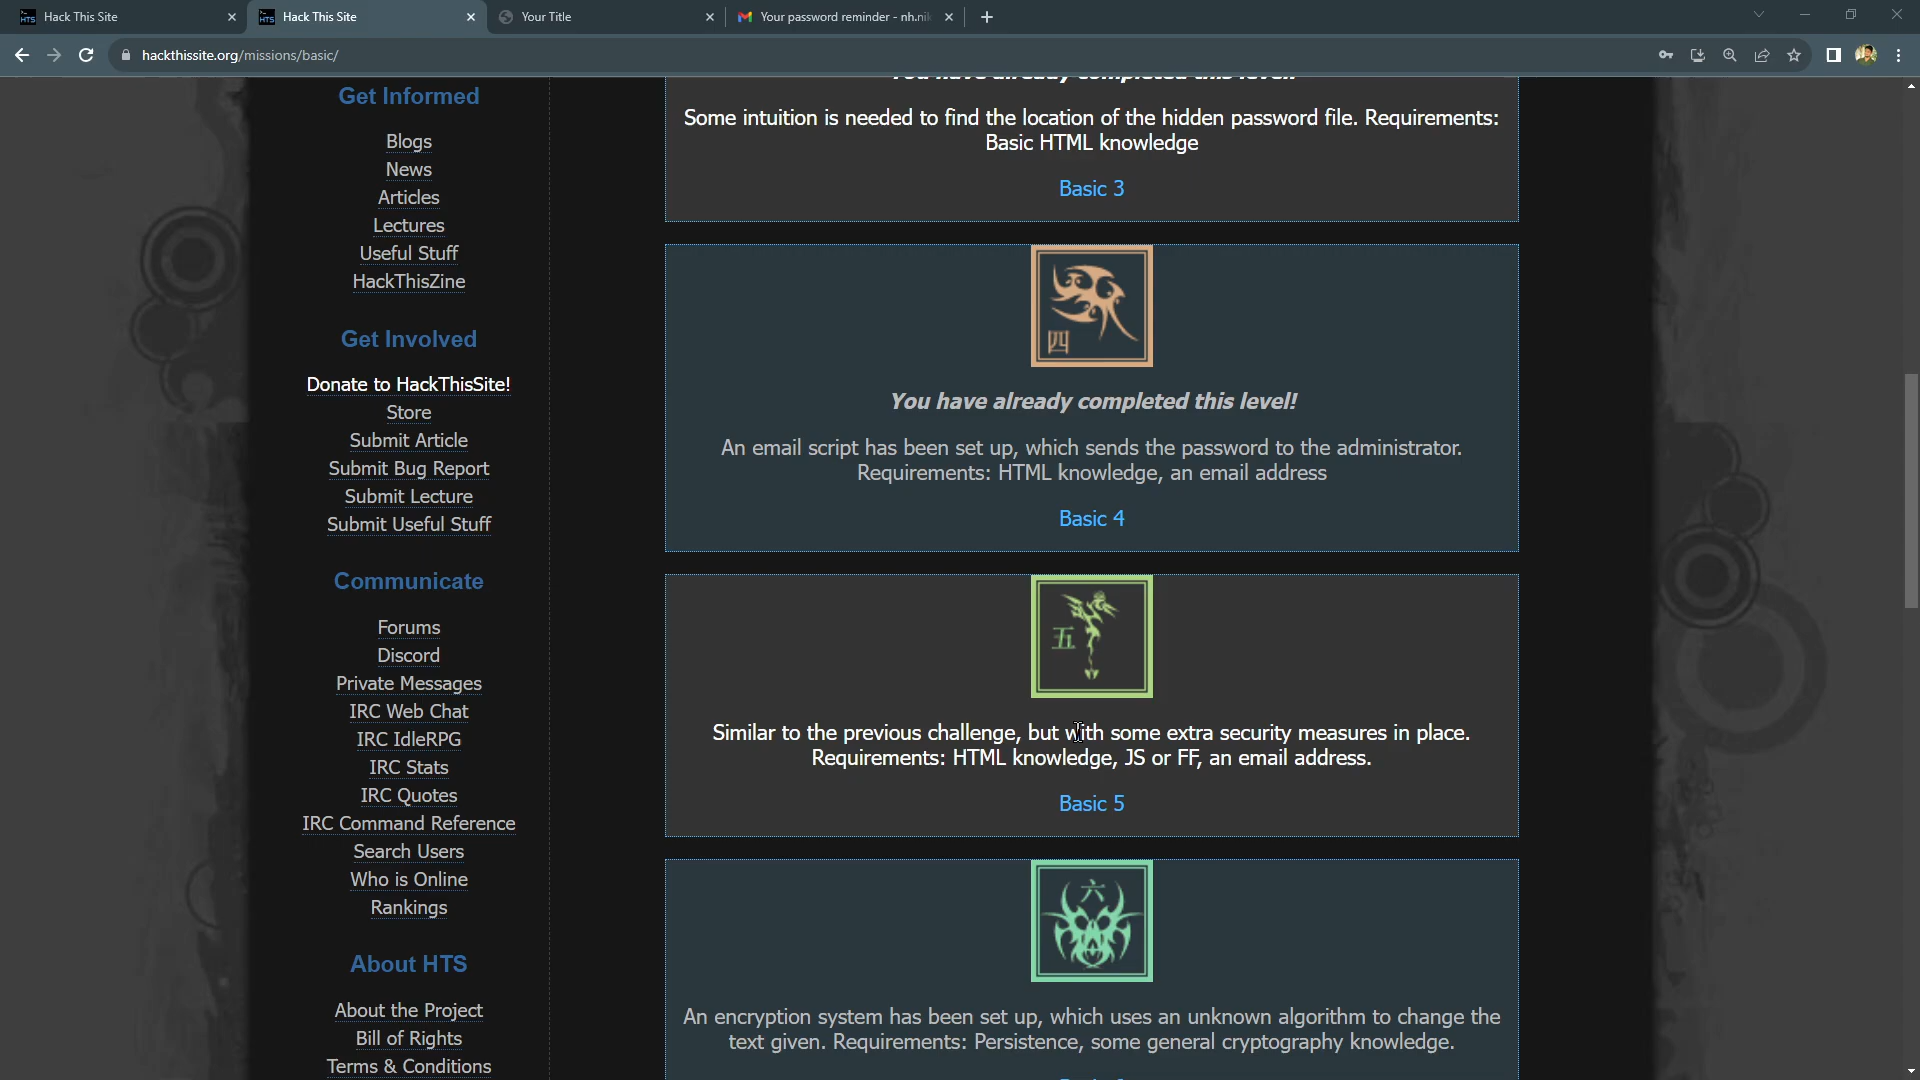 Hack This Site
Hack This Site
Your Title
Your password reminder - nh.ni
hackthissite.org/missions/basic/
Get Informed
Blogs
News
Articles
Lectures
Useful Stuff
HackThisZine
Get Involved
Donate to HackThisSite!
Store
Submit Article
Submit Bug Report
Submit Lecture
Submit Useful Stuff
Communicate
Forums
Discord
Private Messages
IRC Web Chat
IRC IdleRPG
IRC Stats
IRC Quotes
IRC Command Reference
Search Users
Who is Online
Rankings
About HTS
About the Project
Bill of Rights
Terms & Conditions
You have already completed this level!
Some intuition is needed to find the location of the hidden password file. Requirements:
Basic HTML knowledge
Basic 3
四
You have already completed this level!
An email script has been set up, which sends the password to the administrator.
Requirements: HTML knowledge, an email address
Basic 4
五
Similar to the previous challenge, but with some extra security measures in place.
Requirements: HTML knowledge, JS or FF, an email address.
Basic 5
六
An encryption system has been set up, which uses an unknown algorithm to change the
text given. Requirements: Persistence, some general cryptography knowledge.